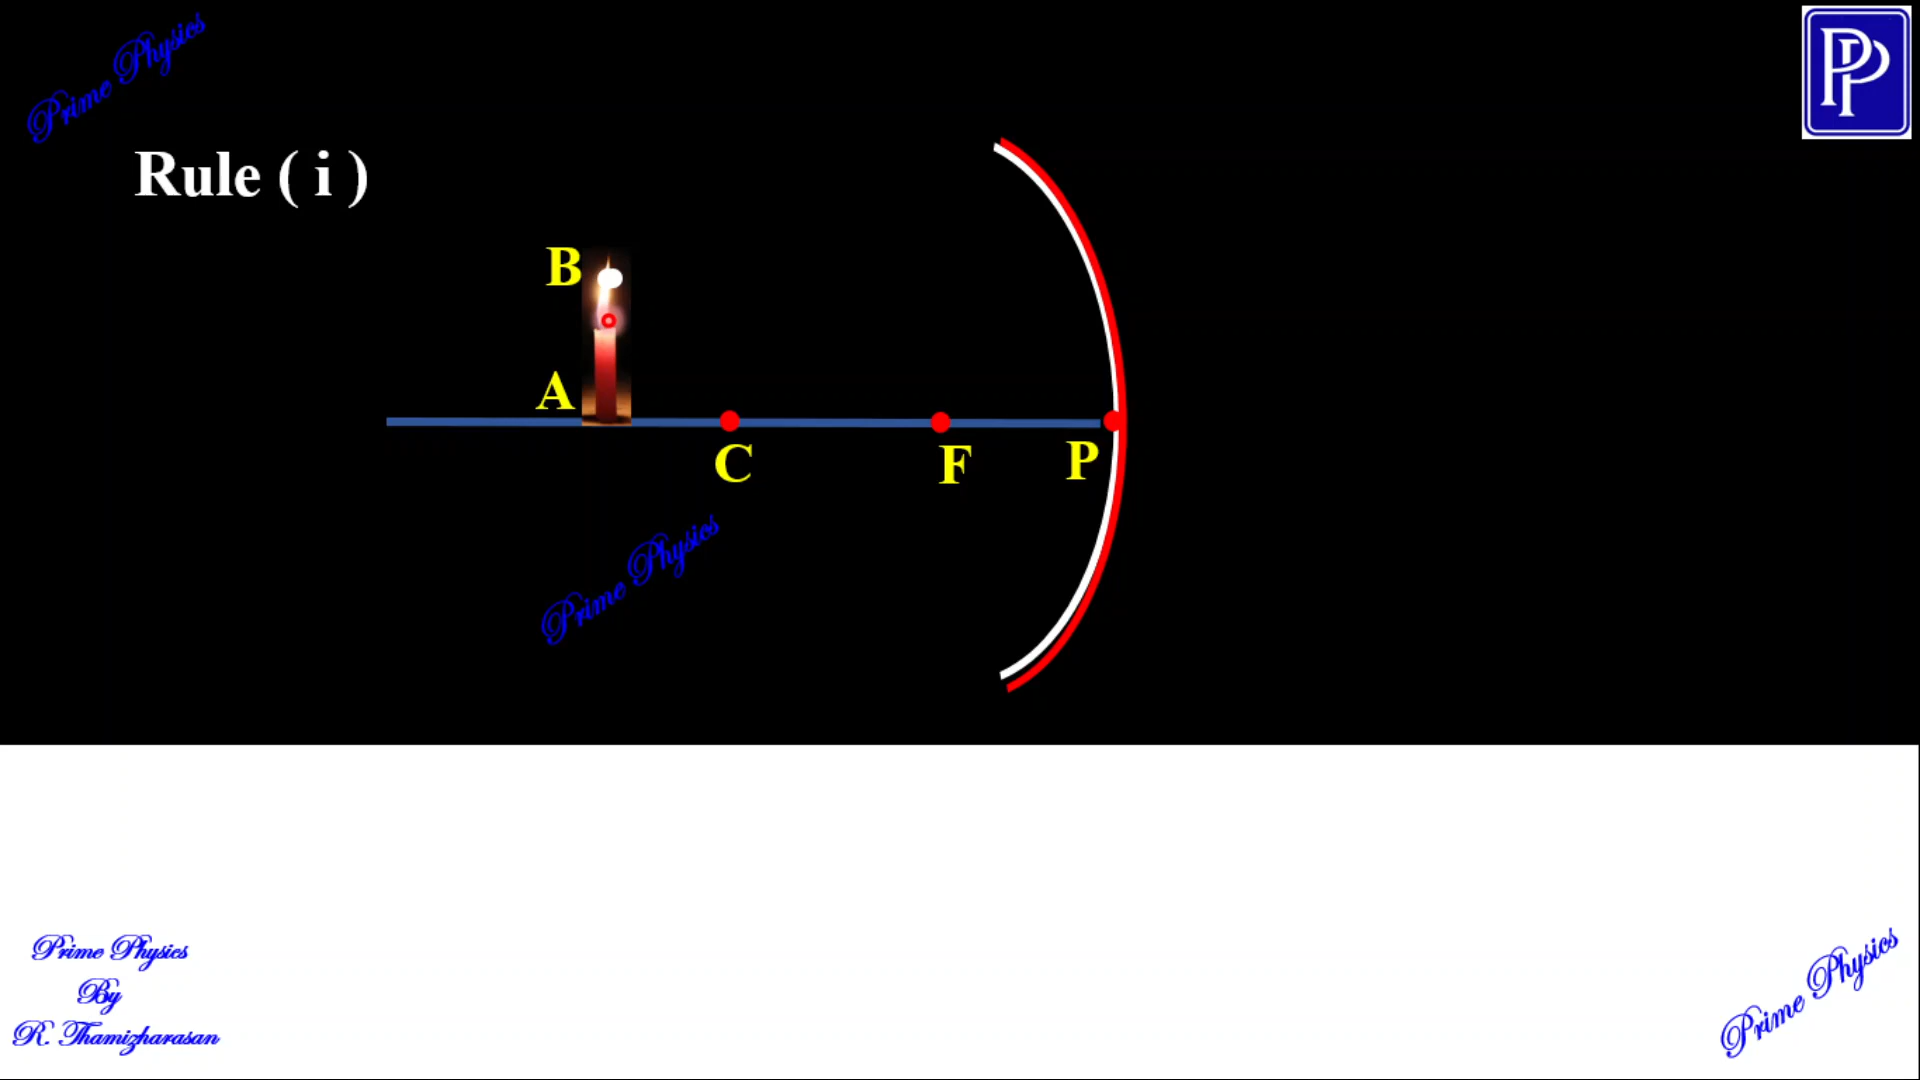 Prime Physics
PP
Rule ( i )
B
A
C
F
P
Prime Physics
Prime Physics
By
R. Thamizharasan
Prime Physics